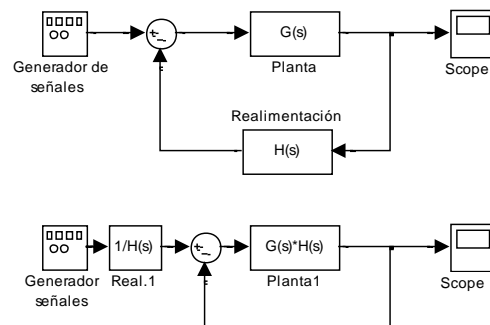 G(s)
Generador de
señales
Planta
Scope
Realimentación
H(s)
1/H(s)
G(s)*H(s)
Generador
señales
Real.1
Planta1
Scope